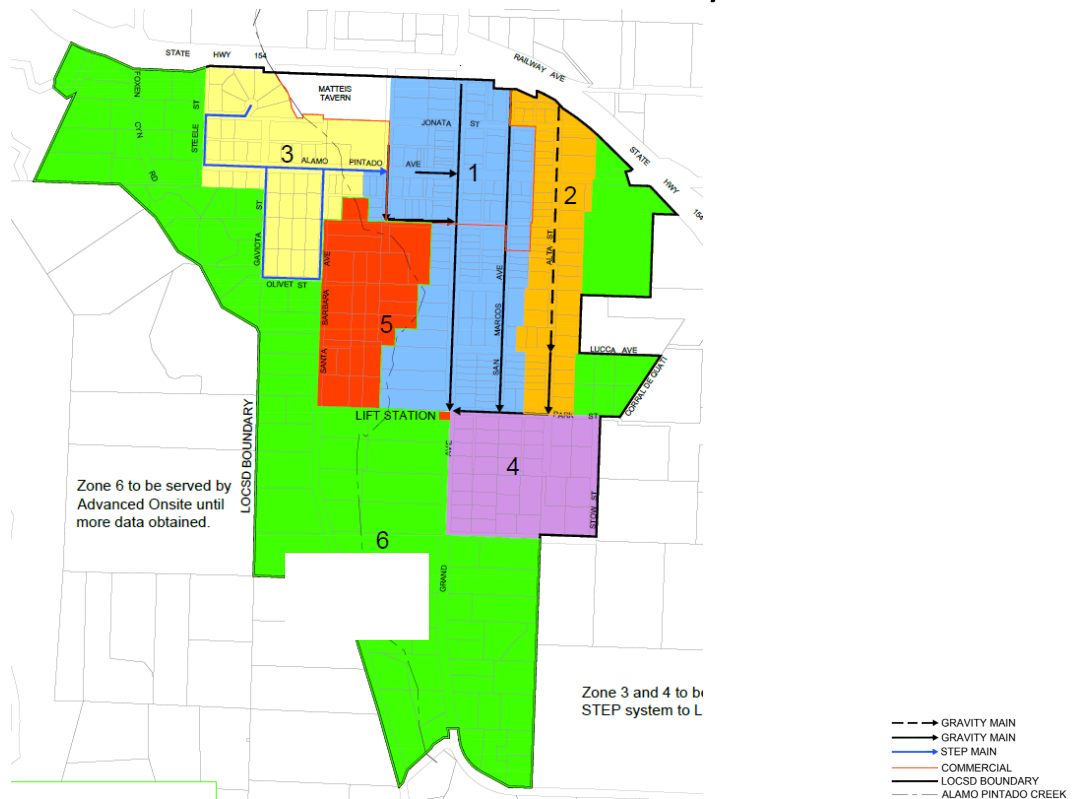 STATE HWY 154
RAILWAY AVE
MATTEIS
TAVERN
FOXEN CYN RD
STEELE ST
JONATA ST
3
ALAMO PINTADO AVE
1
STATE HWY 154
2
GAVIOTA ST
ALTA ST
OLIVET ST
SANTA BARBARA AVE
5
SAN MARCOS AVE
LUCCA AVE
CORRAL DE QUATI
LIFT STATION
PARK ST
LOCSD BOUNDARY
4
STOW ST
Zone 6 to be served by
Advanced Onsite until
more data obtained.
6
GRAND AVE
Zone 3 and 4 to be
STEP system to L
GRAVITY MAIN
GRAVITY MAIN
STEP MAIN
COMMERCIAL
LOCSD BOUNDARY
ALAMO PINTADO CREEK